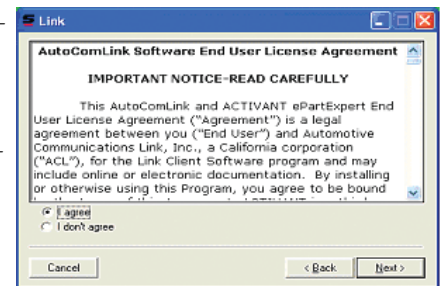 Link
AutoComLink Software End User License Agreement
IMPORTANT NOTICE-READ CAREFULLY
This AutoComLink and ACTIVANT ePartExpert End
User License Agreement ("Agreement") is a legal
agreement between you ("End User") and Automotive
Communications Link, Inc., a California corporation
("ACL"), for the Link Client Software program and may
include online or electronic documentation. By installing
or otherwise using this Program, you agree to be bound
I agree
I don't agree
Cancel
< Back
Next >